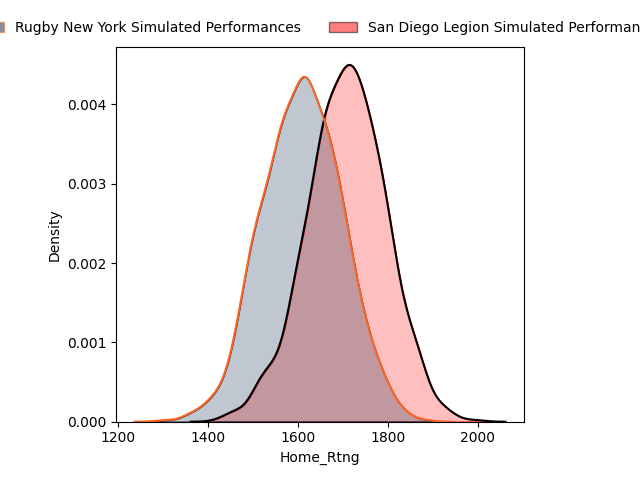 Rugby New York Simulated Performances
San Diego Legion Simulated
Density
0.004
0.003
0.002
0.001
0.000
1200 1400 1600 1800 2000
Home_Rtng